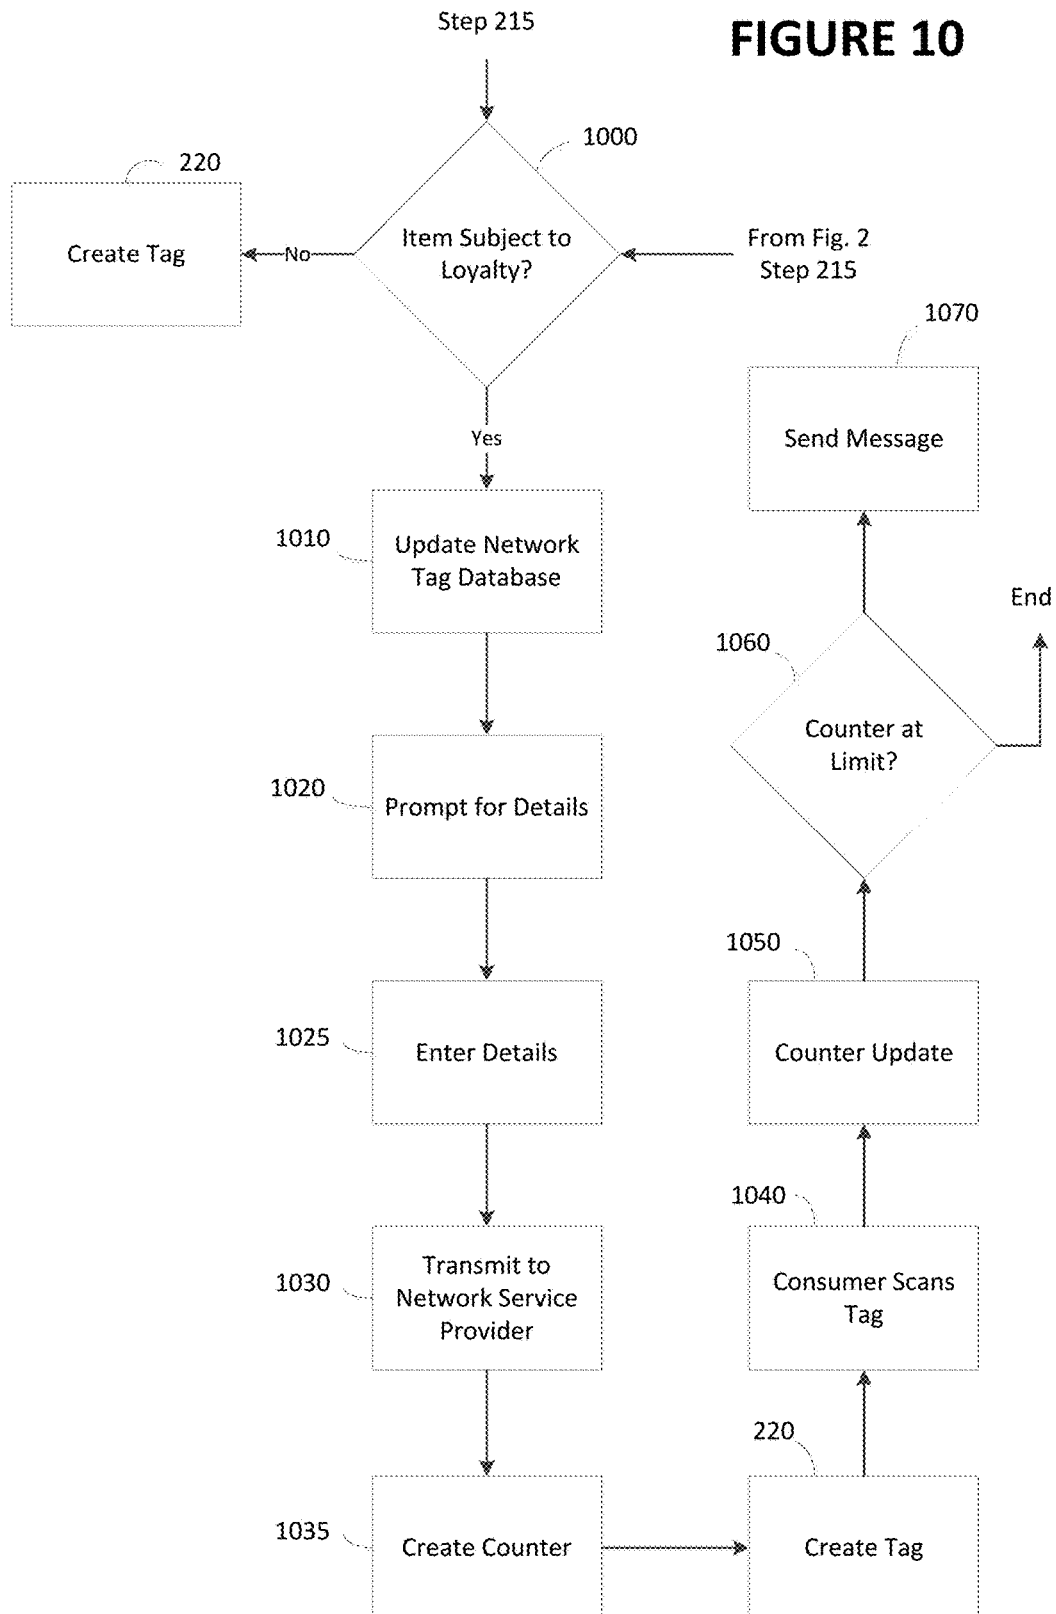 Step 215
FIGURE 10
1000
220
Create Tag
No
Item Subject to
Loyalty?
From Fig. 2
Step 215
Yes
1070
Send Message
1010
Update Network
Tag Database
End
1060
Counter at
Limit?
1020
Prompt for Details
1050
Counter Update
1025
Enter Details
1040
Consumer Scans
Tag
1030
Transmit to
Network Service
Provider
220
Create Tag
1035
Create Counter